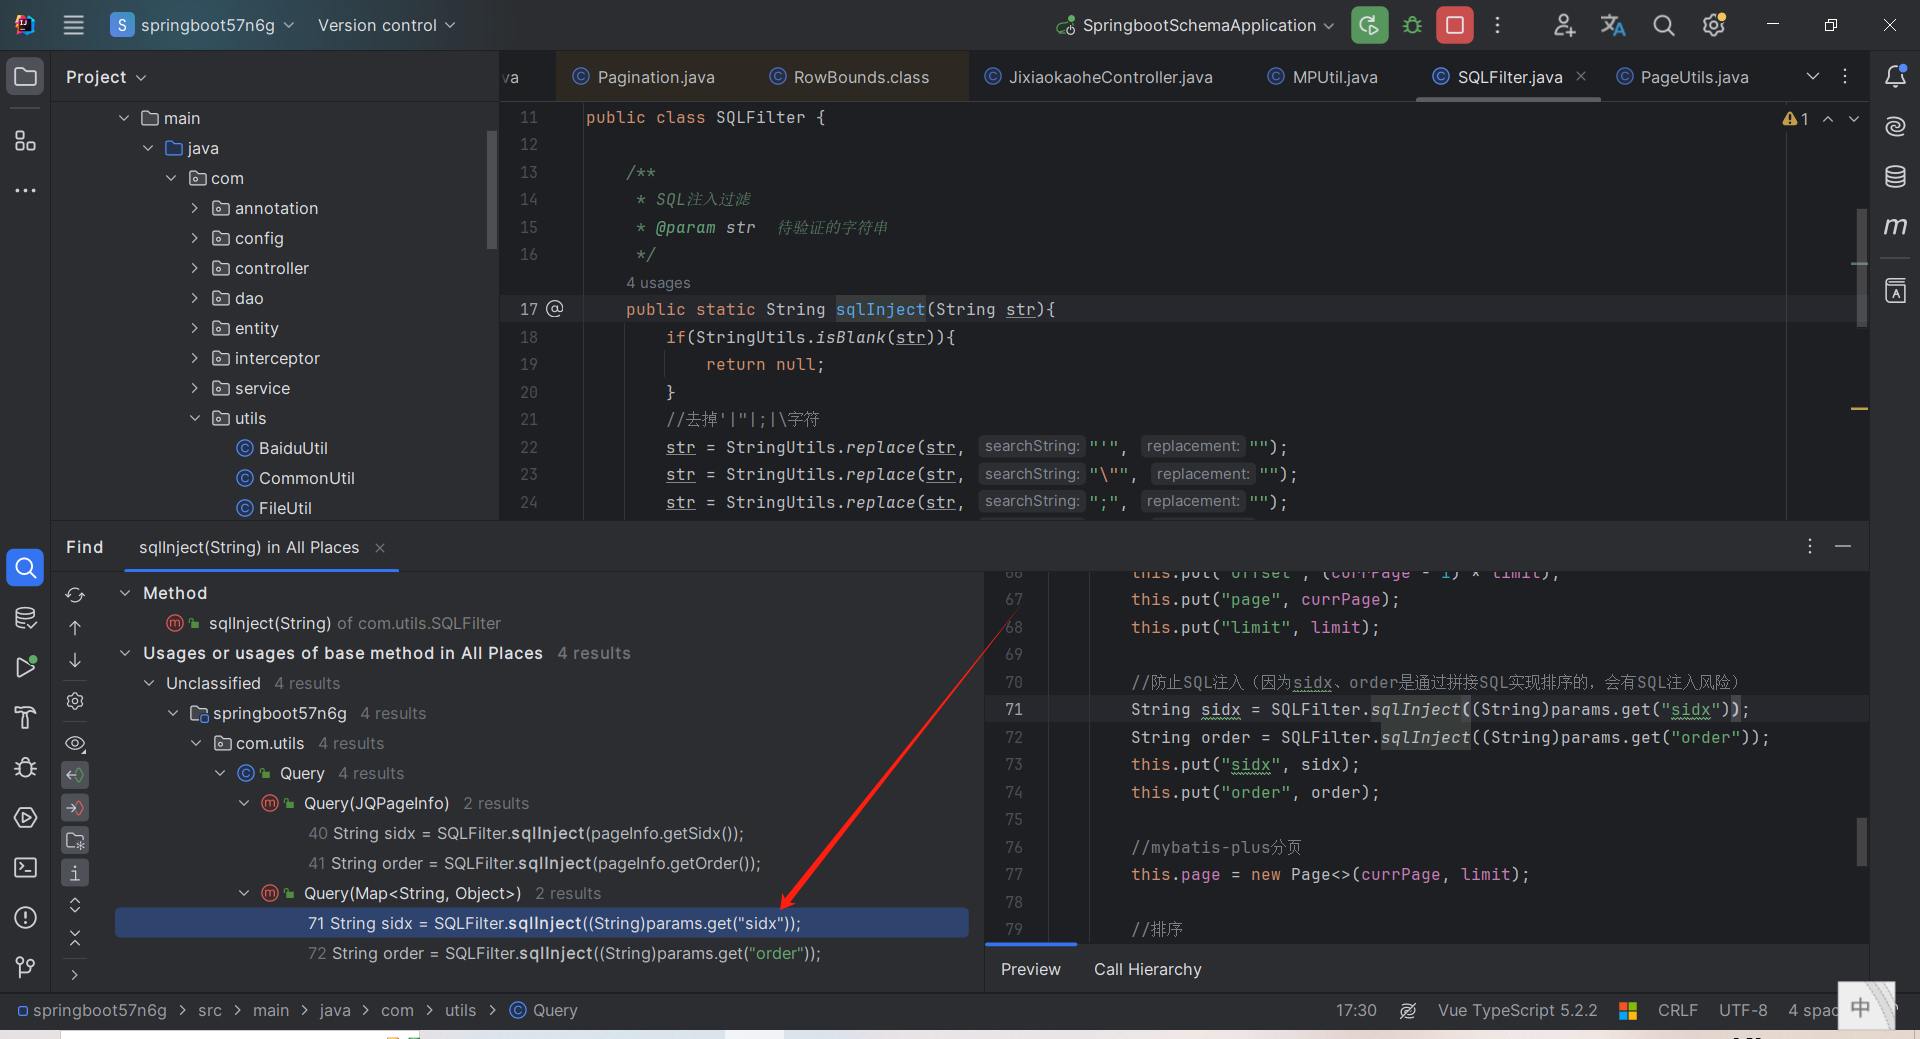 S springboot57n6g Version control SpringbootSchemaApplication
Project
va Pagination.java RowBounds.class JixiaokaoheController.java MPUtil.java SQLFilter.java PageUtils.java
main
java
com
annotation
config
controller
dao
entity
interceptor
service
utils
BaiduUtil
CommonUtil
FileUtil
11 public class SQLFilter {
1
12
13 /**
14 * SQL注入过滤
15 * @param str 待验证的字符串
16 */
4 usages
17 @ public static String sqlInject(String str){
18 if(StringUtils.isBlank(str)){
19 return null;
20 }
21 //去掉'|"|;|\字符
22 str = StringUtils.replace(str, searchString: "'", replacement: "");
23 str = StringUtils.replace(str, searchString: "\"", replacement: "");
24 str = StringUtils.replace(str, searchString: ";", replacement: "");
Find sqlInject(String) in All Places
Method
sqlInject(String) of com.utils.SQLFilter
Usages or usages of base method in All Places 4 results
Unclassified 4 results
springboot57n6g 4 results
com.utils 4 results
Query 4 results
Query(JQPageInfo) 2 results
40 String sidx = SQLFilter.sqlInject(pageInfo.getSidx());
41 String order = SQLFilter.sqlInject(pageInfo.getOrder());
Query(Map<String, Object>) 2 results
71 String sidx = SQLFilter.sqlInject((String)params.get("sidx"));
72 String order = SQLFilter.sqlInject((String)params.get("order"));
66 this.put("offset", (currPage - 1) * limit);
67 this.put("page", currPage);
68 this.put("limit", limit);
69
70 //防止SQL注入（因为sidx、order是通过拼接SQL实现排序的，会有SQL注入风险）
71 String sidx = SQLFilter.sqlInject((String)params.get("sidx"));
72 String order = SQLFilter.sqlInject((String)params.get("order"));
73 this.put("sidx", sidx);
74 this.put("order", order);
75
76 //mybatis-plus分页
77 this.page = new Page<>(currPage, limit);
78
79 //排序
Preview Call Hierarchy
springboot57n6g > src > main > java > com > utils > Query
17:30 Vue TypeScript 5.2.2 CRLF UTF-8 4 spac
中